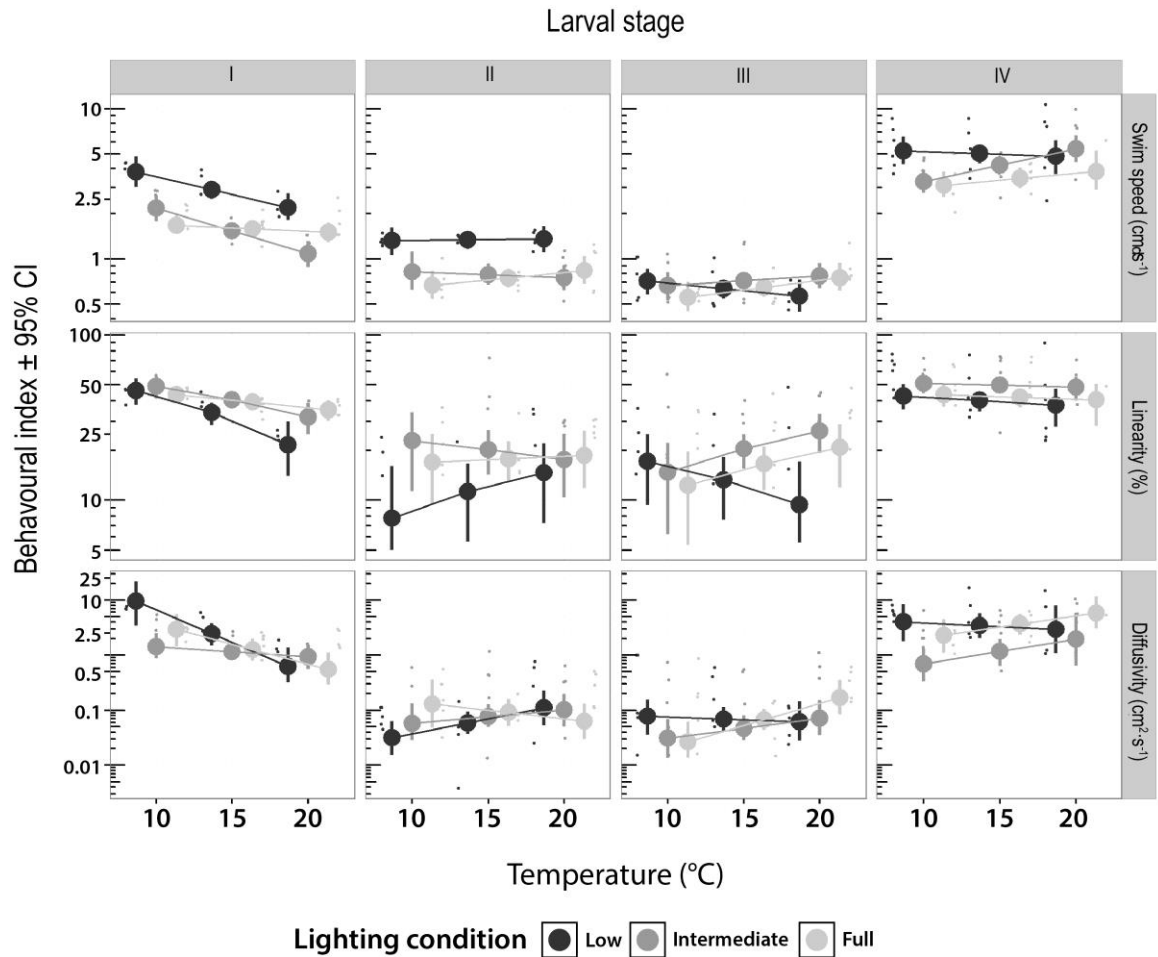 Larval stage
I II III IV
10
5
2.5
1
0.5
Swim speed (cmds-1)
100
50
25
10
5
Linearity (%)
25
10
2.5
0.5
0.1
0.01
Diffusivity (cm²·s⁻¹)
Behavoural index ± 95% CI
10 15 20 10 15 20 10 15 20 10 15 20
Temperature (°C)
Lighting condition Low Intermediate Full